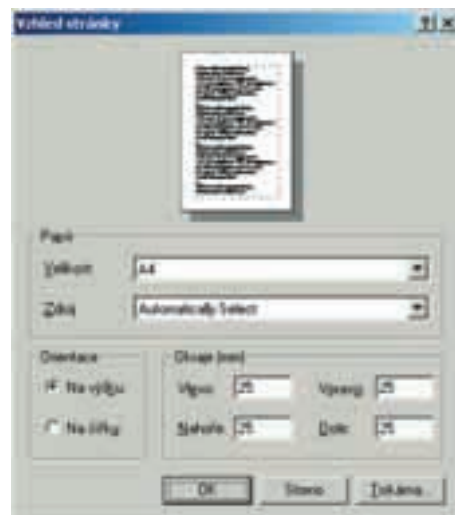 Vzhled stránky
Papír
Velikost: A4
Zdroj: Automatically Select
Orientace
Na výšku
Na šířku
Okraje (mm)
Vlevo: 25 Vpravo: 25
Nahoře: 25 Dole: 25
OK Storno Tiskárna...